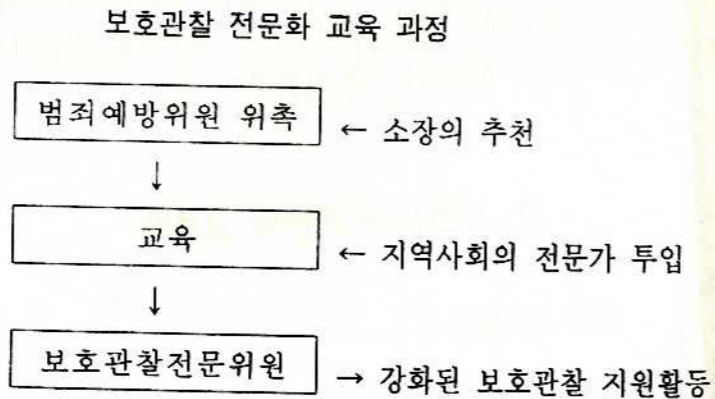 보호관찰 전문화 교육 과정
범죄예방위원 위촉 ← 소장의 추천
↓
교육 ← 지역사회의 전문가 투입
↓
보호관찰전문위원 → 강화된 보호관찰 지원활동